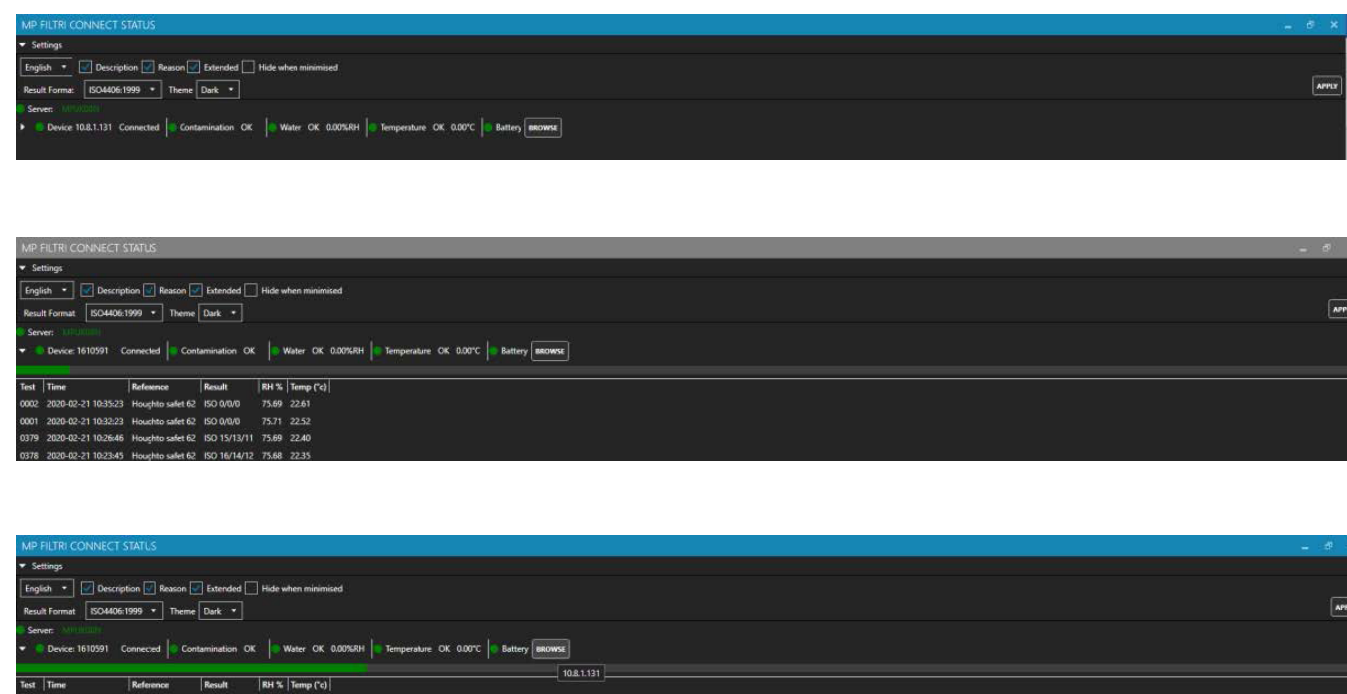 MP FILTRI CONNECT STATUS
Settings
English Description Reason Extended Hide when minimised
Result Format: ISO4406:1999 Theme Dark APPLY
Server:
Device 10.8.1.131 Connected Contamination OK Water OK 0.00%RH Temperature OK 0.00°C Battery BROWSE
MP FILTRI CONNECT STATUS
Settings
English Description Reason Extended Hide when minimised
Result Format ISO4406:1999 Theme Dark APP
Server:
Device: 1610591 Connected Contamination OK Water OK 0.00%RH Temperature OK 0.00°C Battery BROWSE
Test Time Reference Result RH % Temp (°c)
0002 2020-02-21 10:35:23 Houghto safet 62 ISO 0/0/0 75.69 22.61
0001 2020-02-21 10:32:23 Houghto safet 62 ISO 0/0/0 75.71 22.52
0379 2020-02-21 10:26:46 Houghto safet 62 ISO 15/13/11 75.69 22.40
0378 2020-02-21 10:23:45 Houghto safet 62 ISO 16/14/12 75.68 22.35
MP FILTRI CONNECT STATUS
Settings
English Description Reason Extended Hide when minimised
Result Format ISO4406:1999 Theme Dark APP
Server:
Device: 1610591 Connected Contamination OK Water OK 0.00%RH Temperature OK 0.00°C Battery BROWSE
10.8.1.131
Test Time Reference Result RH % Temp (°c)